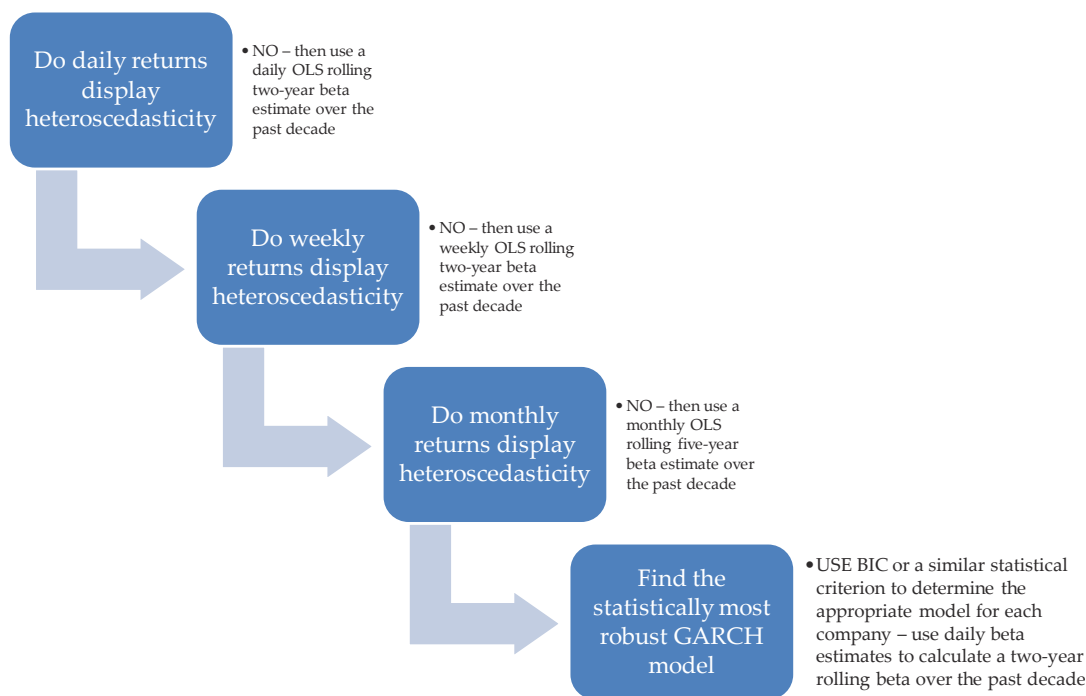 Do daily returns
display
heteroscedasticity
• NO – then use a
daily OLS rolling
two-year beta
estimate over the
past decade
Do weekly
returns display
heteroscedasticity
• NO – then use a
weekly OLS rolling
two-year beta
estimate over the
past decade
Do monthly
returns display
heteroscedasticity
• NO – then use a
monthly OLS
rolling five-year
beta estimate over
the past decade
Find the
statistically most
robust GARCH
model
• USE BIC or a similar statistical
criterion to determine the
appropriate model for each
company – use daily beta
estimates to calculate a two-year
rolling beta over the past decade